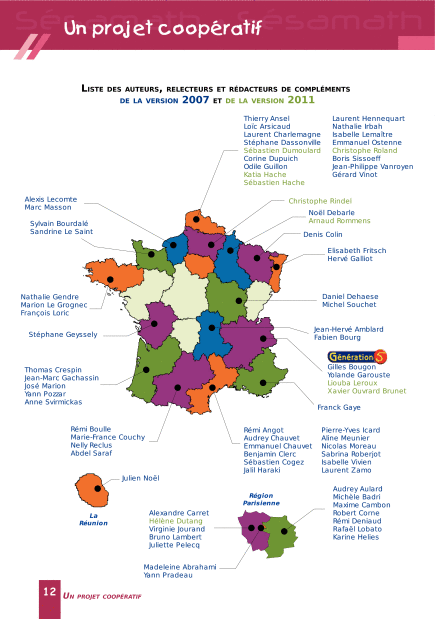 Sésamath Sésamath
Un projet coopératif
Liste des auteurs, relecteurs et rédacteurs de compléments
de la version 2007 et de la version 2011
Thierry Ansel
Loïc Arsicaud
Laurent Charlemagne
Stéphane Dassonville
Sébastien Dumoulard
Corine Dupuich
Odile Guillon
Katia Hache
Sébastien Hache
Laurent Hennequart
Nathalie Irbah
Isabelle Lemaître
Emmanuel Ostenne
Christophe Roland
Boris Sissoeff
Jean-Philippe Vanroyen
Gérard Vinot
Alexis Lecomte
Marc Masson
Christophe Rindel
Noël Debarle
Arnaud Rommens
Sylvain Bourdalé
Sandrine Le Saint
Denis Colin
Elisabeth Fritsch
Hervé Galliot
Nathalie Gendre
Marion Le Grognec
François Loric
Daniel Dehaese
Michel Souchet
Stéphane Geyssely
Jean-Hervé Amblard
Fabien Bourg
Génération 5
Gilles Bougon
Yolande Garouste
Liouba Leroux
Xavier Ouvrard Brunet
Thomas Crespin
Jean-Marc Gachassin
José Marion
Yann Pozzar
Anne Svirmickas
Franck Gaye
Rémi Boulle
Marie-France Couchy
Nelly Reclus
Abdel Saraf
Rémi Angot
Audrey Chauvet
Emmanuel Chauvet
Benjamin Clerc
Sébastien Cogez
Jalil Haraki
Pierre-Yves Icard
Aline Meunier
Nicolas Moreau
Sabrina Roberjot
Isabelle Vivien
Laurent Zamo
Julien Noël
La
Réunion
Région
Parisienne
Audrey Aulard
Michèle Badri
Maxime Cambon
Robert Corne
Rémi Deniaud
Rafaël Lobato
Karine Helies
Alexandre Carret
Hélène Dutang
Virginie Jourand
Bruno Lambert
Juliette Pelecq
Madeleine Abrahami
Yann Pradeau
12 Un projet coopératif